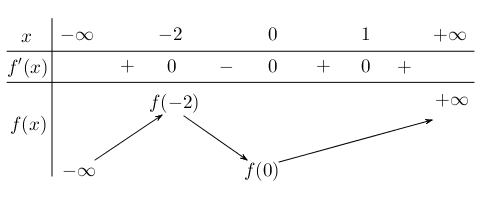 x −∞ −2 0 1 +∞
f′(x) + 0 − 0 + 0 +
f(−2) +∞
f(x)
−∞ f(0)